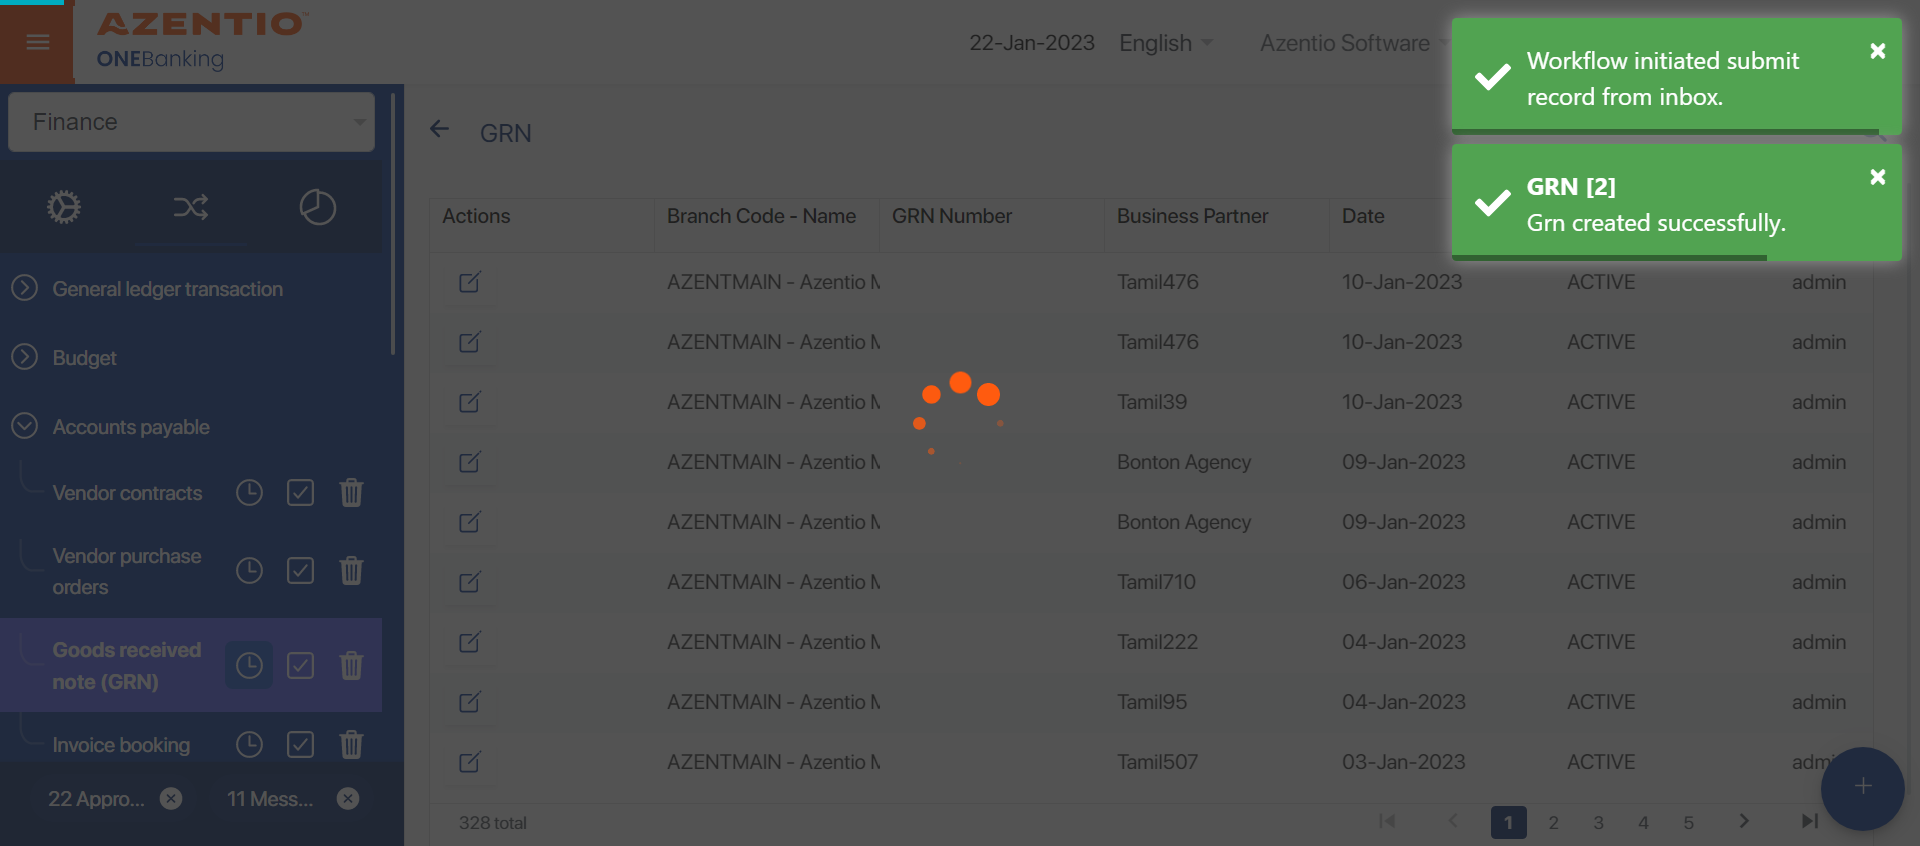 AZENTIO™
ONEBanking
22-Jan-2023
English
Azentio Software
Workflow initiated submit
record from inbox.
GRN [2]
Grn created successfully.
Finance
General ledger transaction
Budget
Accounts payable
Vendor contracts
Vendor purchase
orders
Goods received
note (GRN)
Invoice booking
22 Appro...
11 Mess...
GRN
Actions Branch Code - Name GRN Number Business Partner Date
AZENTMAIN - Azentio Tamil476 10-Jan-2023 ACTIVE admin
AZENTMAIN - Azentio Tamil476 10-Jan-2023 ACTIVE admin
AZENTMAIN - Azentio Tamil39 10-Jan-2023 ACTIVE admin
AZENTMAIN - Azentio Bonton Agency 09-Jan-2023 ACTIVE admin
AZENTMAIN - Azentio Bonton Agency 09-Jan-2023 ACTIVE admin
AZENTMAIN - Azentio Tamil710 06-Jan-2023 ACTIVE admin
AZENTMAIN - Azentio Tamil222 04-Jan-2023 ACTIVE admin
AZENTMAIN - Azentio Tamil95 04-Jan-2023 ACTIVE admin
AZENTMAIN - Azentio Tamil507 03-Jan-2023 ACTIVE
328 total
1 2 3 4 5